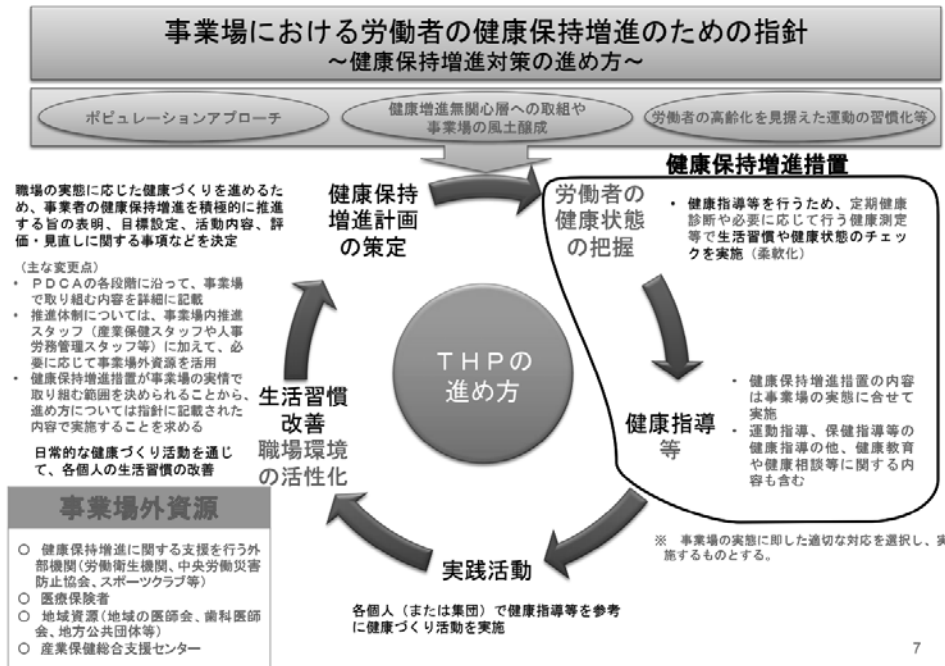 事業場における労働者の健康保持増進のための指針
～健康保持増進対策の進め方～
ポピュレーションアプローチ
健康増進無関心層への取組や
事業場の風土醸成
労働者の高齢化を見据えた運動の習慣化等
健康保持増進措置
職場の実態に応じた健康づくりを進めるた
め、事業者の健康保持増進を積極的に推進
する旨の表明、目標設定、活動内容、評
価・見直しに関する事項などを決定
（主な変更点）
・ ＰＤＣＡの各段階に沿って、事業場
で取り組む内容を詳細に記載
・ 推進体制については、事業場内推進
スタッフ（産業保健スタッフや人事
労務管理スタッフ等）に加えて、必
要に応じて事業場外資源を活用
・ 健康保持増進措置が事業場の実情で
取り組む範囲を決められることから、
進め方については指針に記載された
内容で実施することを求める
健康保持
増進計画
の策定
労働者の
健康状態
の把握
・ 健康指導等を行うため、定期健康
診断や必要に応じて行う健康測定
等で生活習慣や健康状態のチェッ
クを実施（柔軟化）
ＴＨＰの
進め方
健康指導
等
・ 健康保持増進措置の内容
は事業場の実態に合せて
実施
・ 運動指導、保健指導等の
健康指導の他、健康教育
や健康相談等に関する内
容も含む
※ 事業場の実態に即した適切な対応を選択し、実
施するものとする。
実践活動
各個人（または集団）で健康指導等を参考
に健康づくり活動を実施
生活習慣
改善
職場環境
の活性化
日常的な健康づくり活動を通じ
て、各個人の生活習慣の改善
事業場外資源
○ 健康保持増進に関する支援を行う外
部機関（労働衛生機関、中央労働災害
防止協会、スポーツクラブ等）
○ 医療保険者
○ 地域資源（地域の医師会、歯科医師
会、地方公共団体等）
○ 産業保健総合支援センター
7